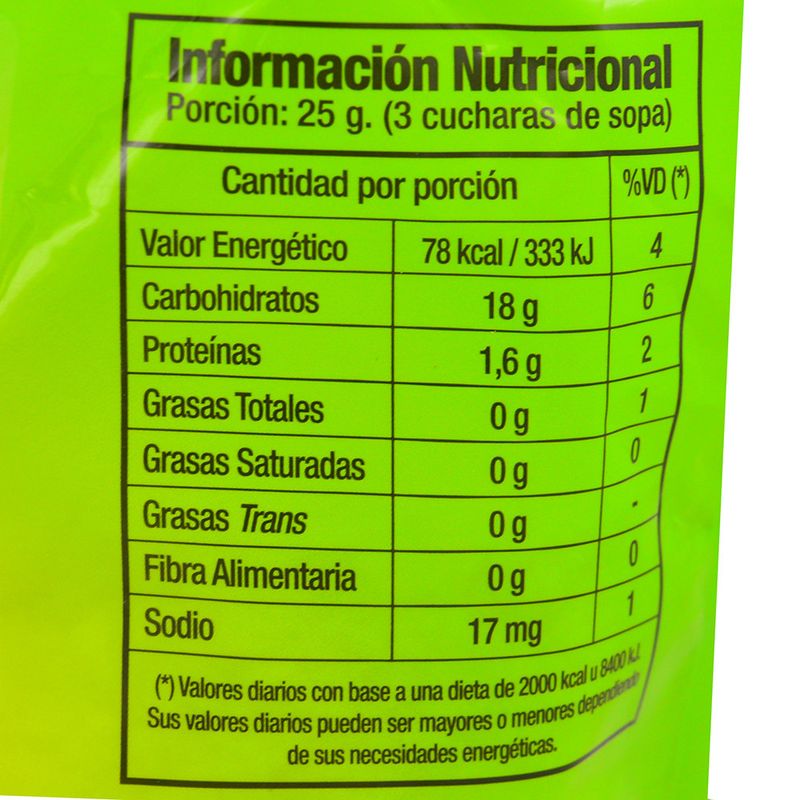 Información Nutricional
Porción: 25 g. (3 cucharas de sopa)
Cantidad por porción %VD (*)
Valor Energético 78 kcal / 333 kJ 4
Carbohidratos 18 g 6
Proteínas 1,6 g 2
Grasas Totales 0 g 1
Grasas Saturadas 0 g 0
Grasas Trans 0 g -
Fibra Alimentaria 0 g 0
Sodio 17 mg 1
(*) Valores diarios con base a una dieta de 2000 kcal u 8400 kJ.
Sus valores diarios pueden ser mayores o menores dependiendo
de sus necesidades energéticas.